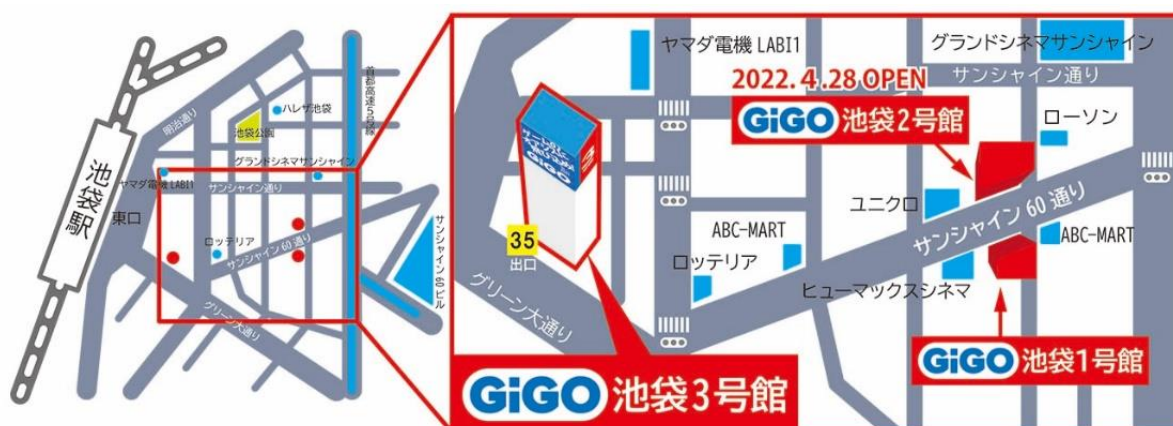 池袋駅
東口
明治通り
池袋公園
ハレザ池袋
首都高速5号線
グランドシネマサンシャイン
ヤマダ電機 LABI1
サンシャイン通り
ロッテリア
サンシャイン 60 通り
サンシャイン 60 ビル
グリーン大通り
ヤマダ電機 LABI1
グランドシネマサンシャイン
サンシャイン通り
2022. 4. 28 OPEN
GiGO 池袋2号館
ローソン
GiGO
35
出口
ユニクロ
サンシャイン 60 通り
ABC-MART
ABC-MART
ロッテリア
ヒューマックスシネマ
グリーン大通り
GiGO 池袋1号館
GiGO 池袋3号館